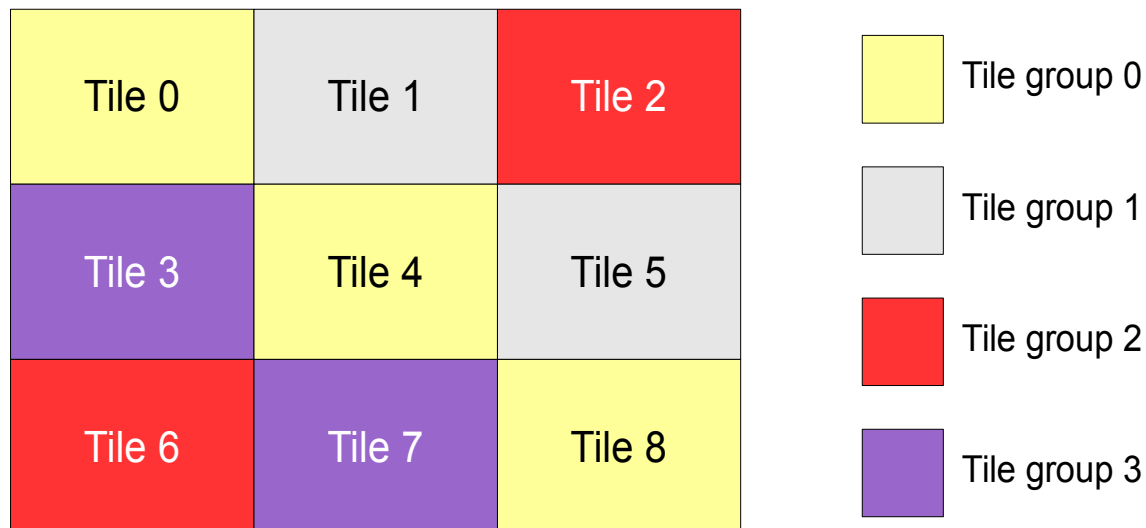 Tile 0
Tile 1
Tile 2
Tile 3
Tile 4
Tile 5
Tile 6
Tile 7
Tile 8
Tile group 0
Tile group 1
Tile group 2
Tile group 3